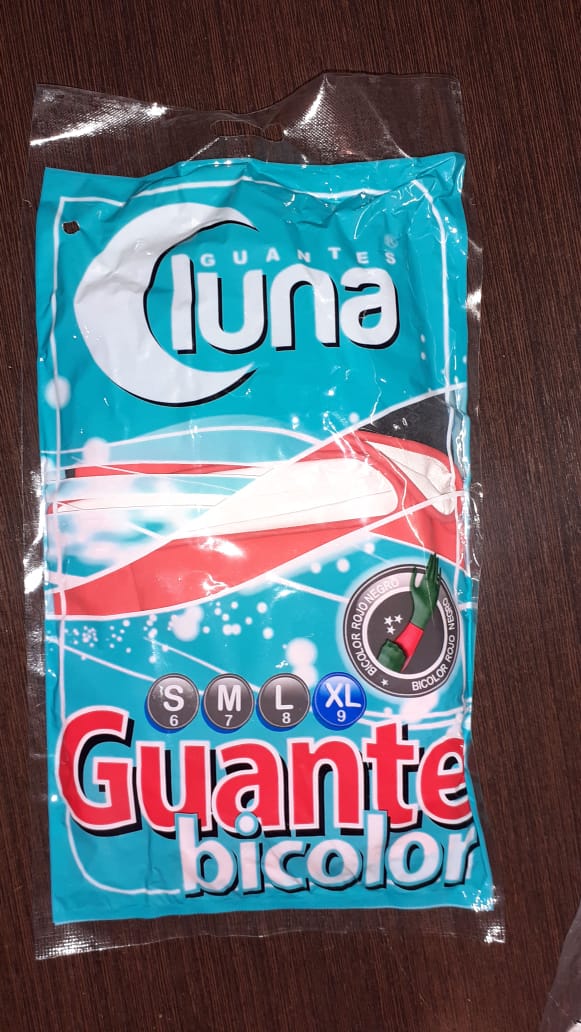 GUANTES®
luna
BICOLOR ROJO NEGRO
BICOLOR ROJO NEGRO
S M L XL
6 7 8 9
Guante
bicolor